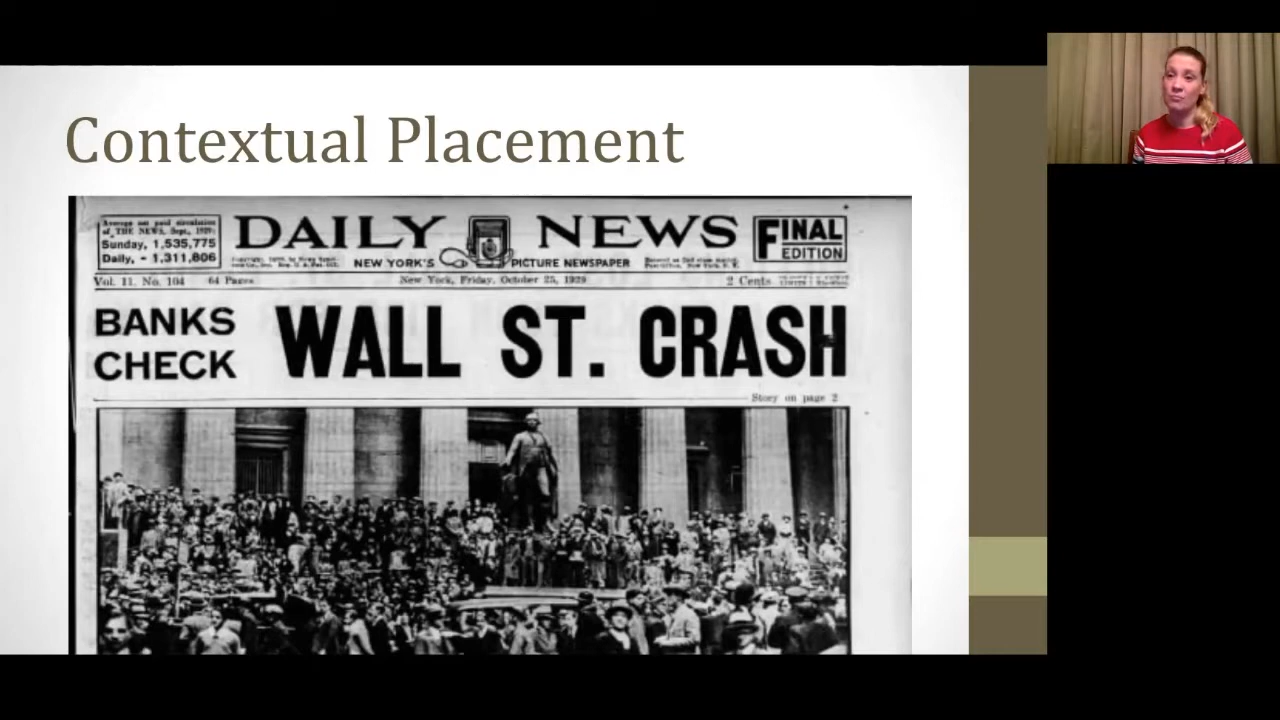 Contextual Placement
Average net paid circulation
of THE NEWS, Sept., 1929:
Sunday, 1,535,775
Daily, - 1,311,806
DAILY NEWS
NEW YORK'S PICTURE NEWSPAPER
FINAL
EDITION
Vol. 11. No. 104 64 Pages New York, Friday, October 25, 1929 2 Cents
BANKS
CHECK
WALL ST. CRASH
Story on page 2